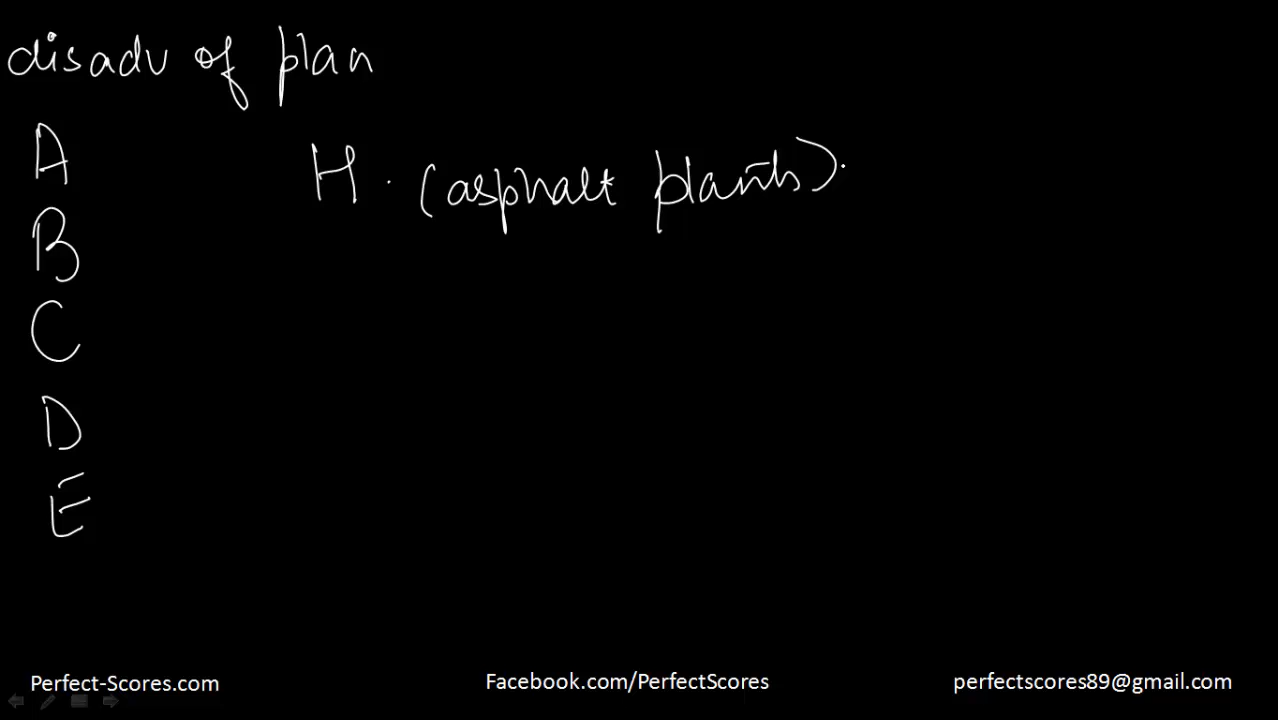 disadv of plan
A
H. (asphalt plants).
B
C
D
E
Perfect-Scores.com
Facebook.com/PerfectScores
perfectscores89@gmail.com